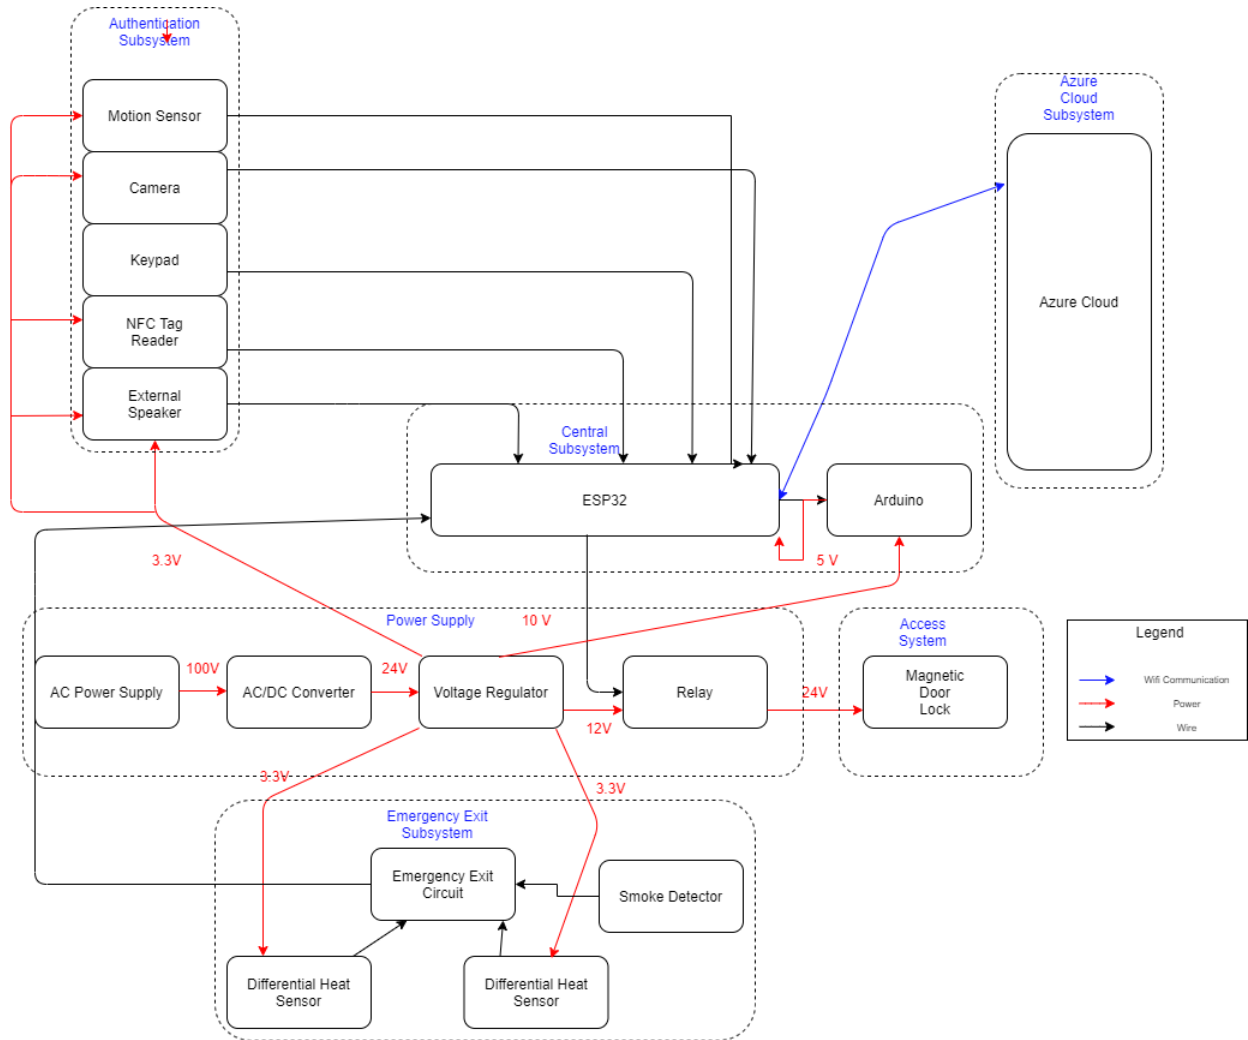 Authentication
Subsystem
Motion Sensor
Camera
Keypad
NFC Tag
Reader
External
Speaker
Azure
Cloud
Subsystem
Azure Cloud
Central
Subsystem
ESP32
Arduino
5 V
3.3V
10 V
Power Supply
AC Power Supply
100V
AC/DC Converter
24V
Voltage Regulator
12V
Relay
24V
Access
System
Magnetic
Door
Lock
Legend
Wifi Communication
Power
Wire
3.3V
3.3V
Emergency Exit
Subsystem
Emergency Exit
Circuit
Smoke Detector
Differential Heat
Sensor
Differential Heat
Sensor